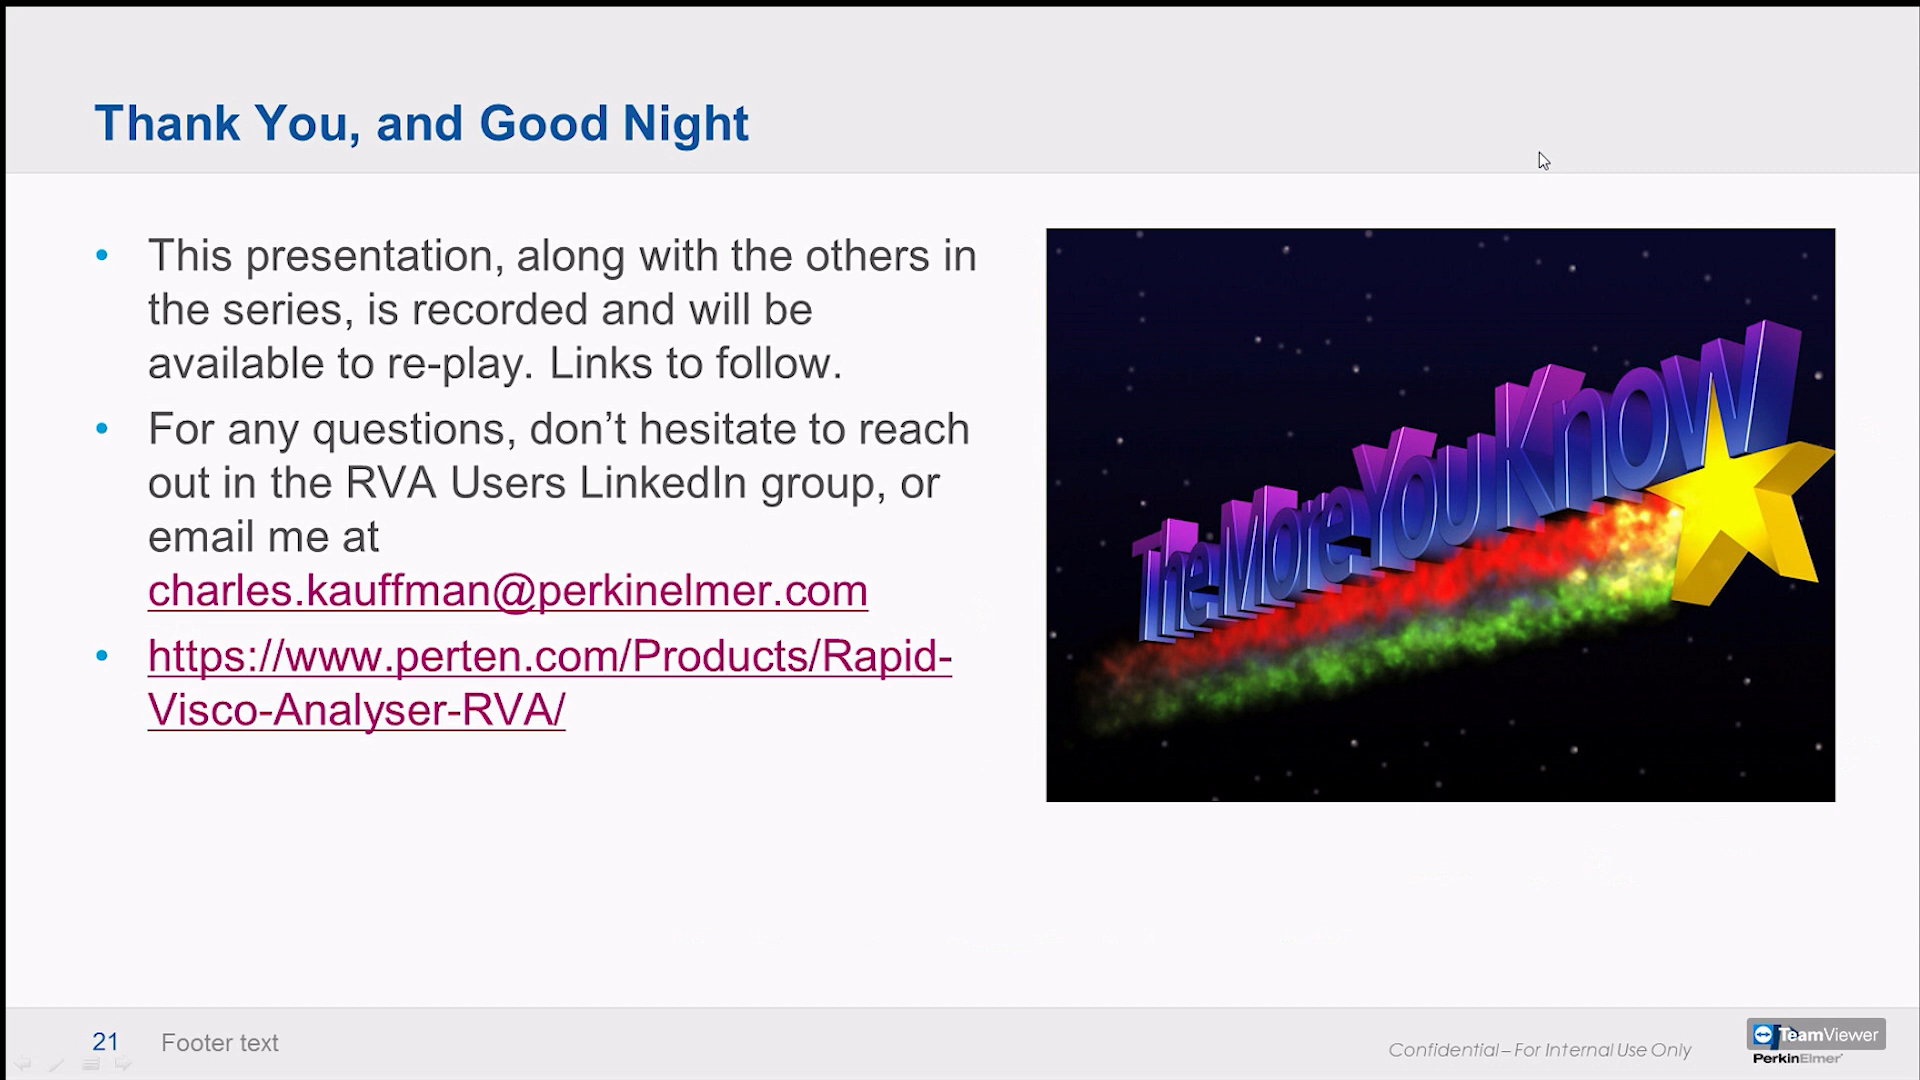 Thank You, and Good Night
• This presentation, along with the others in
the series, is recorded and will be
available to re-play. Links to follow.
• For any questions, don’t hesitate to reach
out in the RVA Users LinkedIn group, or
email me at
charles.kauffman@perkinelmer.com
• https://www.perten.com/Products/Rapid-
Visco-Analyser-RVA/
The More You Know
21 Footer text
Confidential – For Internal Use Only
TeamViewer
PerkinElmer